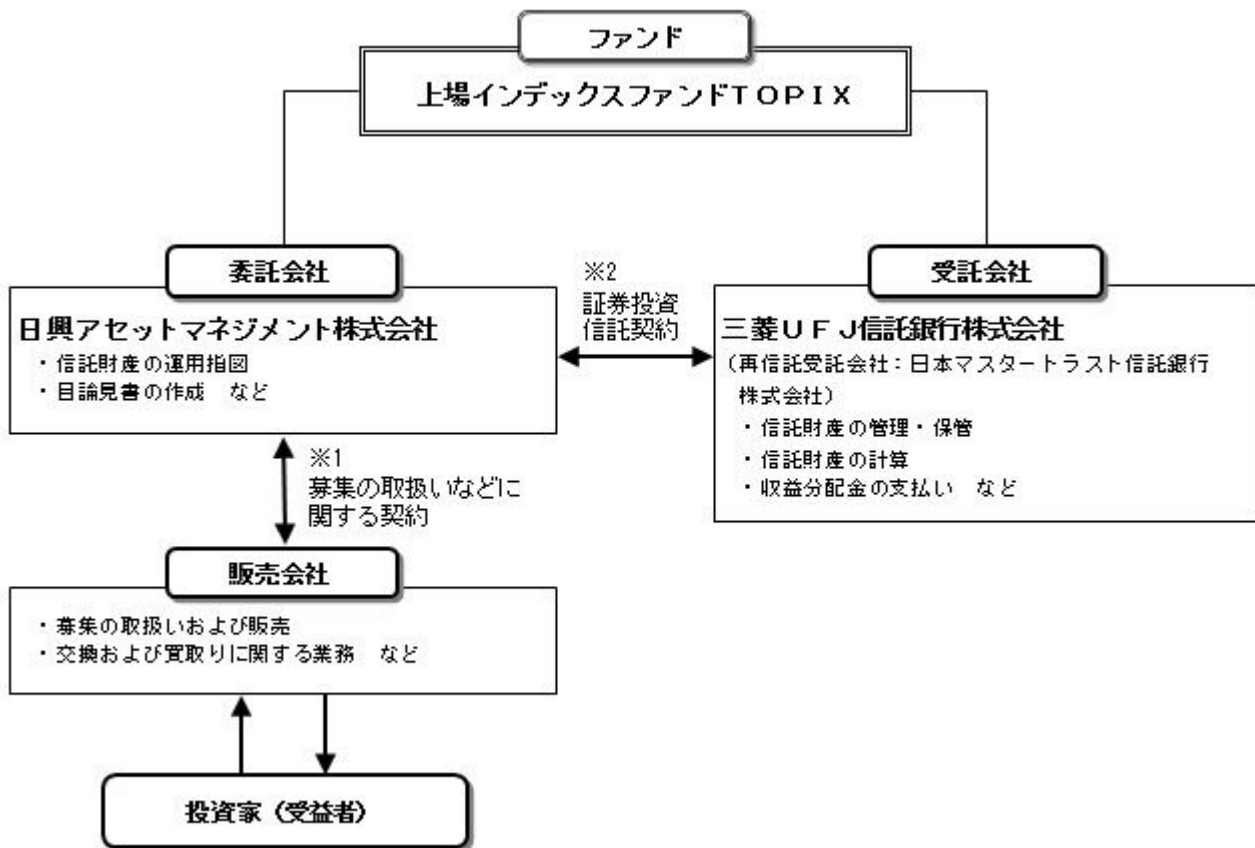 ファンド
上場インデックスファンドTOPIX
委託会社
日興アセットマネジメント株式会社
・信託財産の運用指図
・目論見書の作成 など
※2
証券投資
信託契約
受託会社
三菱UFJ信託銀行株式会社
(再信託受託会社:日本マスタートラスト信託銀行
株式会社)
・信託財産の管理・保管
・信託財産の計算
・収益分配金の支払い など
※1
募集の取扱いなどに
関する契約
販売会社
・募集の取扱いおよび販売
・交換および買取りに関する業務 など
投資家(受益者)